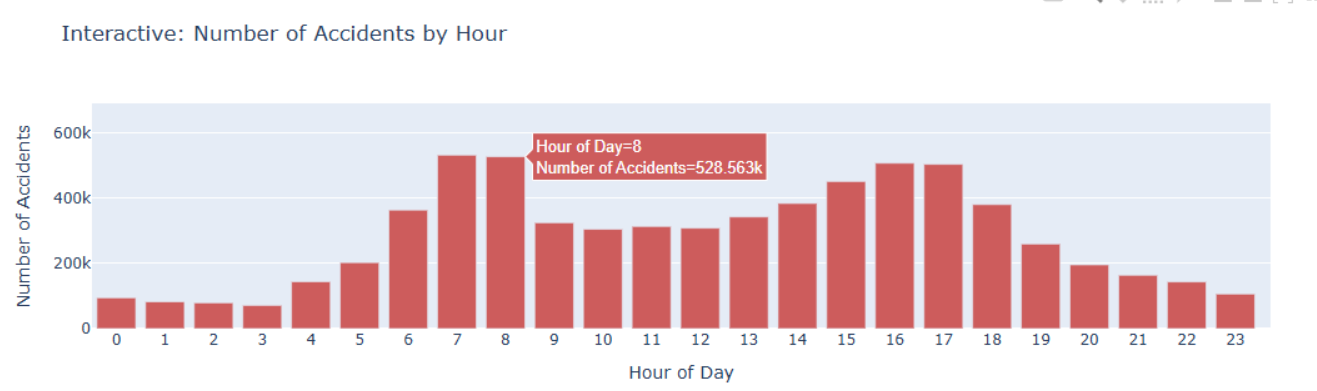 Interactive: Number of Accidents by Hour
Number of Accidents
600k
400k
200k
0
Hour of Day=8
Number of Accidents=528.563k
0 1 2 3 4 5 6 7 8 9 10 11 12 13 14 15 16 17 18 19 20 21 22 23
Hour of Day